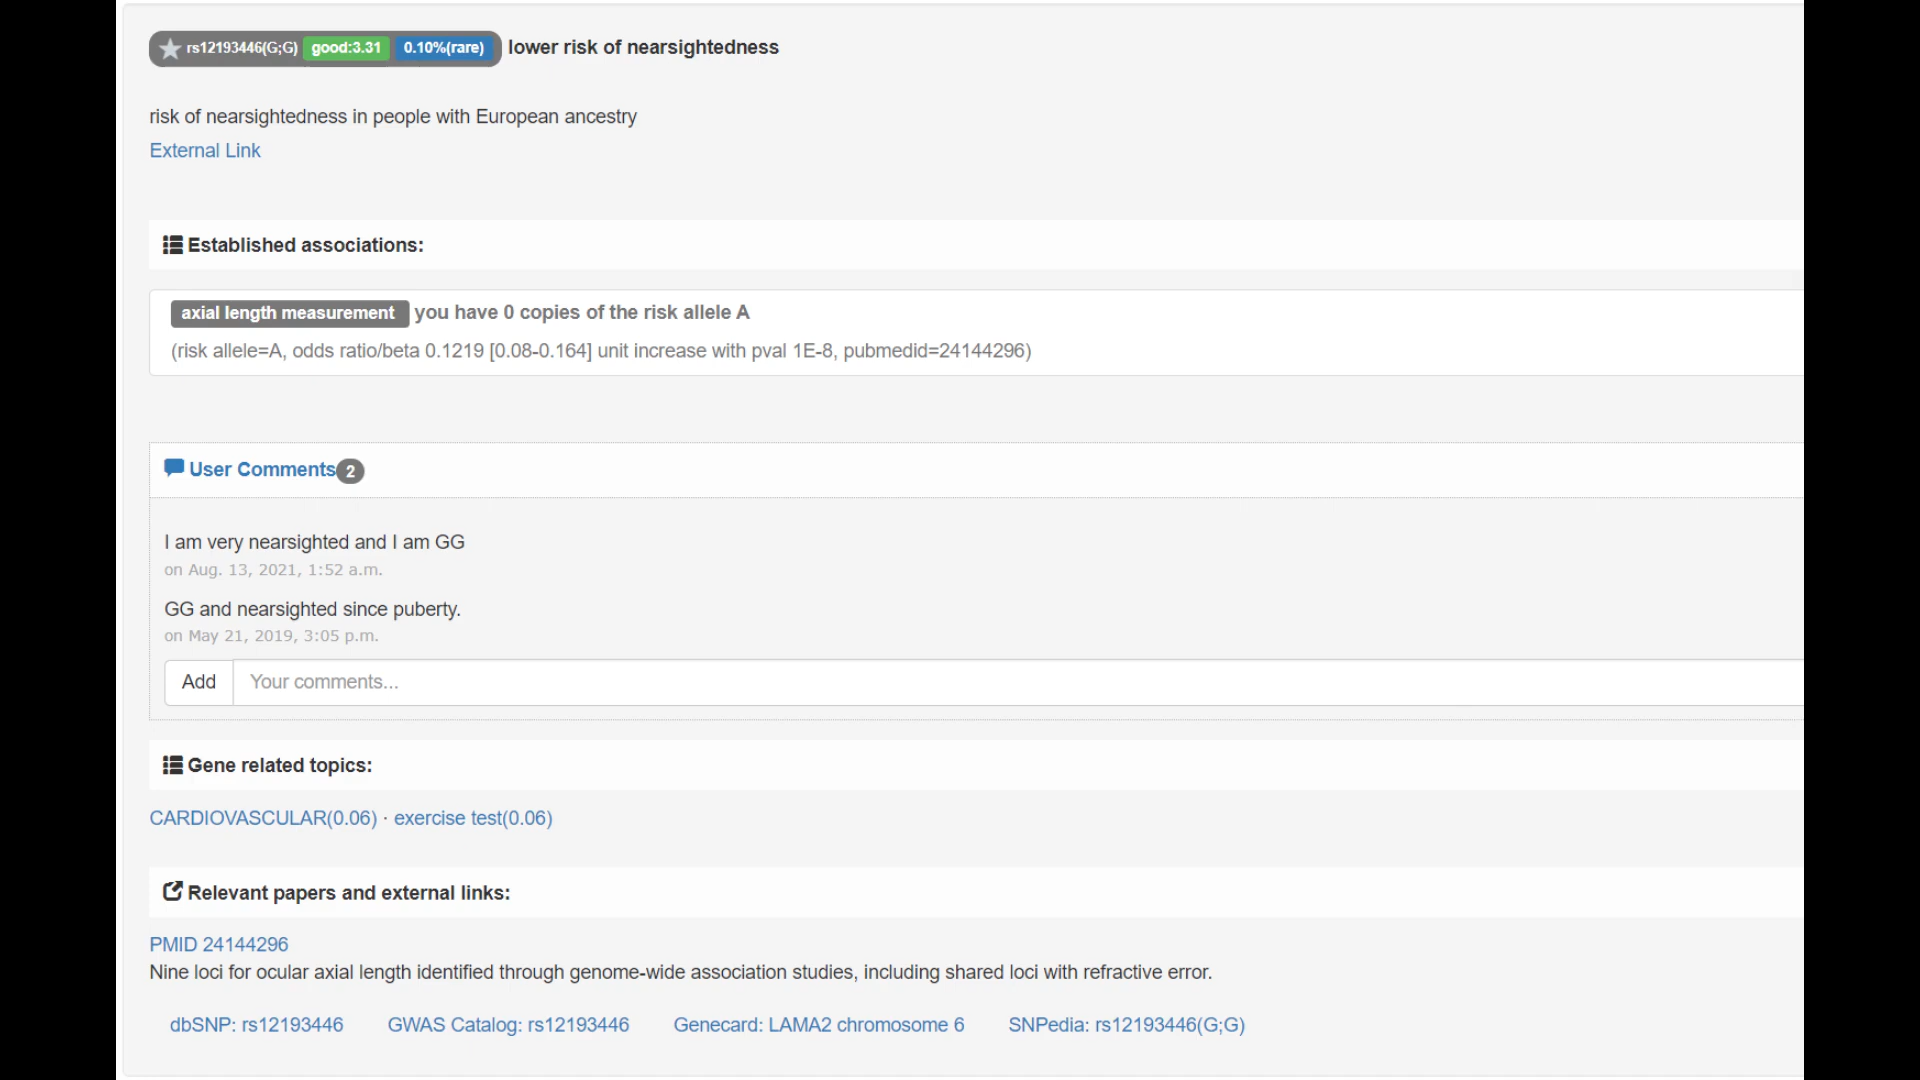 rs12193446(G;G) good:3.31 0.10%(rare) lower risk of nearsightedness
risk of nearsightedness in people with European ancestry
External Link
Established associations:
axial length measurement you have 0 copies of the risk allele A
(risk allele=A, odds ratio/beta 0.1219 [0.08-0.164] unit increase with pval 1E-8, pubmedid=24144296)
User Comments 2
I am very nearsighted and I am GG
on Aug. 13, 2021, 1:52 a.m.
GG and nearsighted since puberty.
on May 21, 2019, 3:05 p.m.
Add Your comments...
Gene related topics:
CARDIOVASCULAR(0.06) · exercise test(0.06)
Relevant papers and external links:
PMID 24144296
Nine loci for ocular axial length identified through genome-wide association studies, including shared loci with refractive error.
dbSNP: rs12193446 GWAS Catalog: rs12193446 Genecard: LAMA2 chromosome 6 SNPedia: rs12193446(G;G)